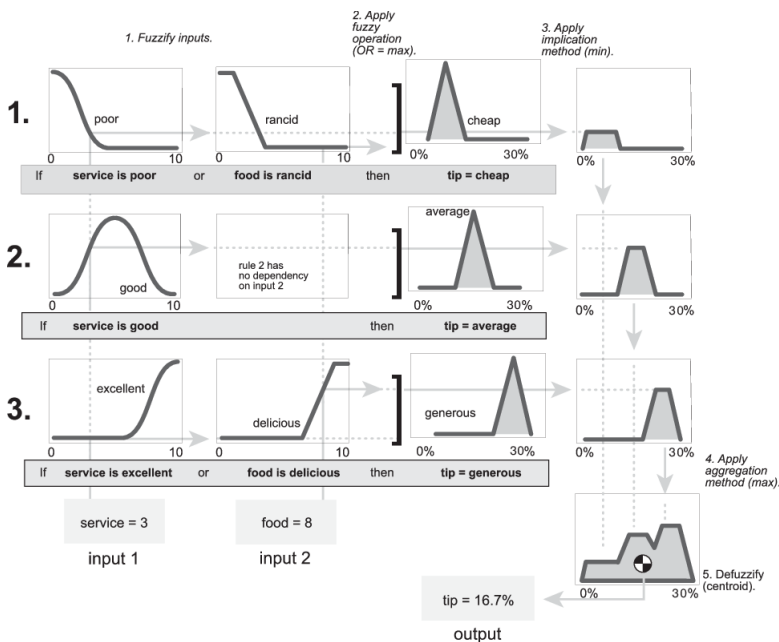 1. Fuzzify inputs.
2. Apply
fuzzy
operation
(OR = max).
3. Apply
implication
method (min).
1.
poor
rancid
cheap
0 10
0 10
0% 30%
0% 30%
If service is poor or food is rancid then tip = cheap
2.
good
rule 2 has
no dependency
on input 2
average
0 10
0% 30%
0% 30%
If service is good then tip = average
3.
excellent
delicious
generous
0 10
0 10
0% 30%
0% 30%
If service is excellent or food is delicious then tip = generous
4. Apply
aggregation
method (max).
service = 3
input 1
food = 8
input 2
0% 30%
5. Defuzzify
(centroid).
tip = 16.7%
output